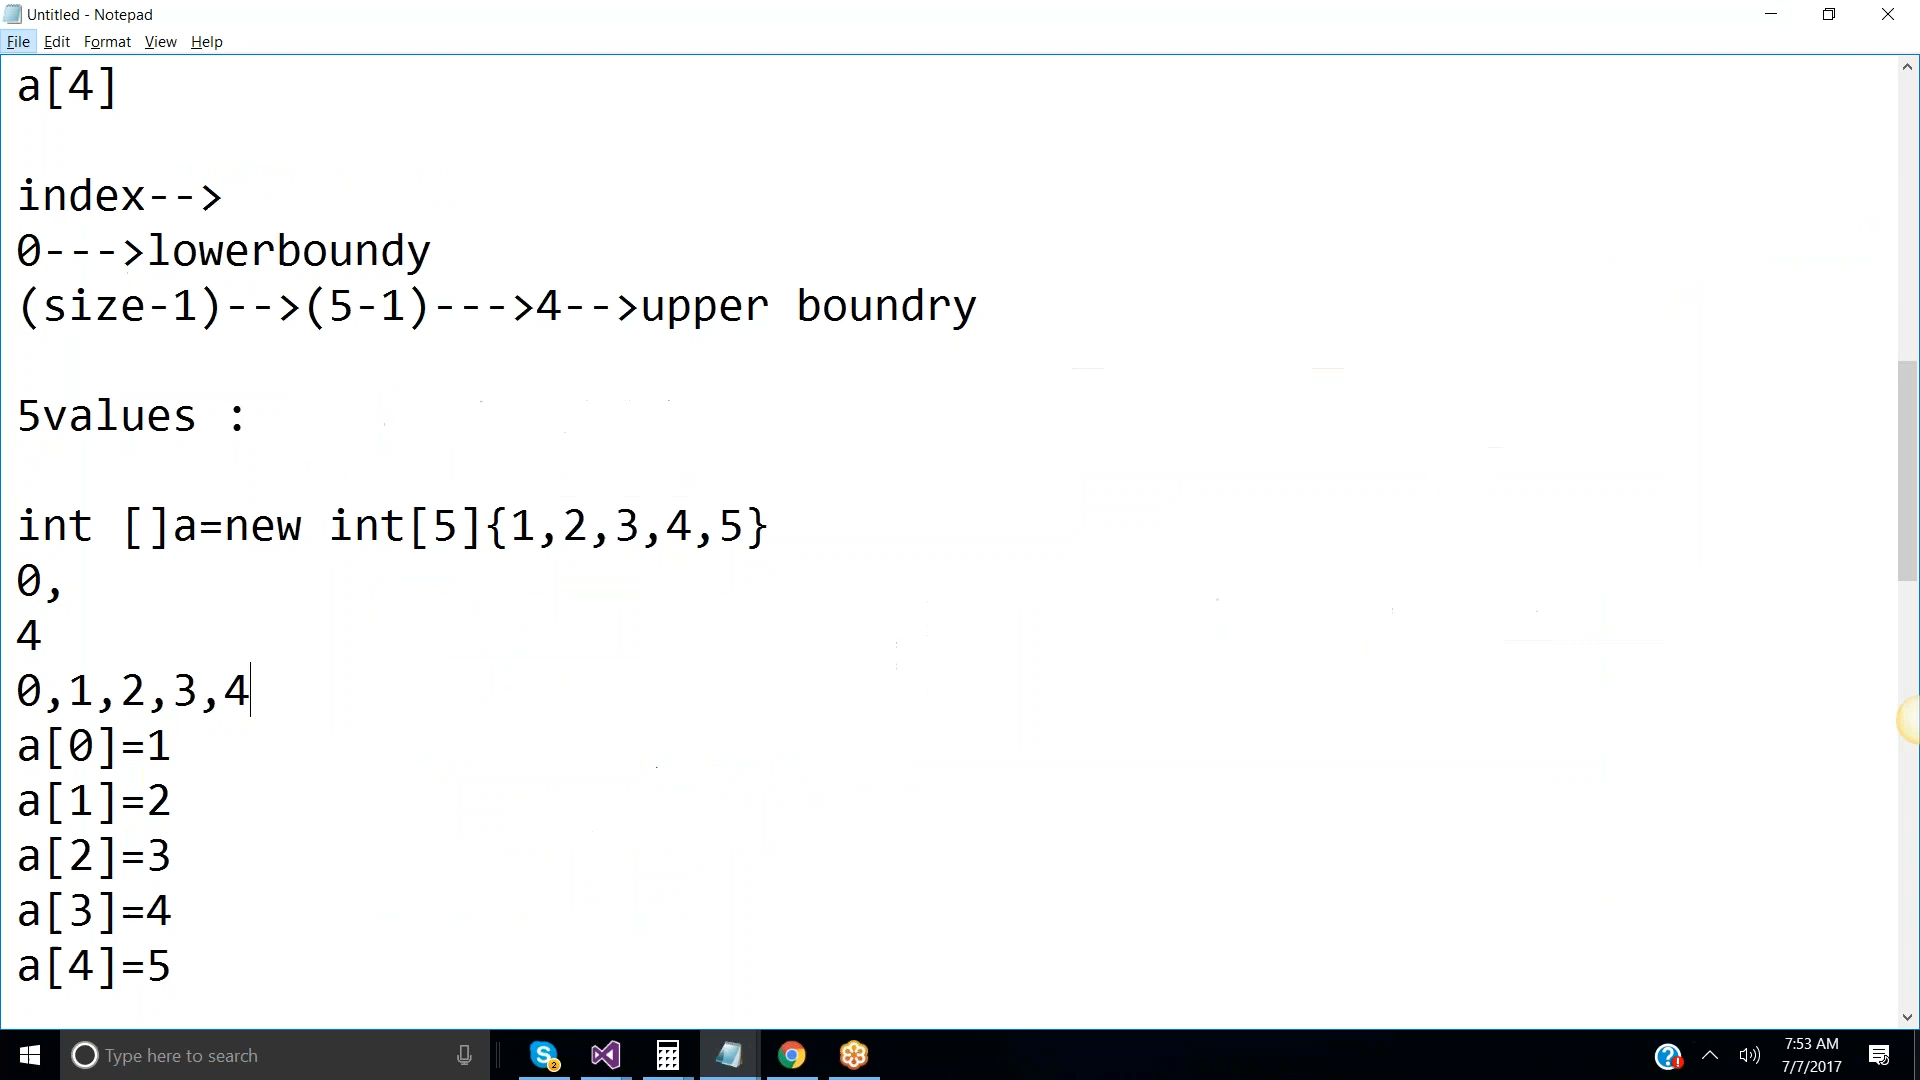 Untitled - Notepad
File Edit Format View Help
a[4]
index-->
0--->lowerboundy
(size-1)-->(5-1)--->4-->upper boundry
5values :
int []a=new int[5]{1,2,3,4,5}
0,
4
0,1,2,3,4
a[0]=1
a[1]=2
a[2]=3
a[3]=4
a[4]=5
Type here to search
2
7:53 AM
7/7/2017